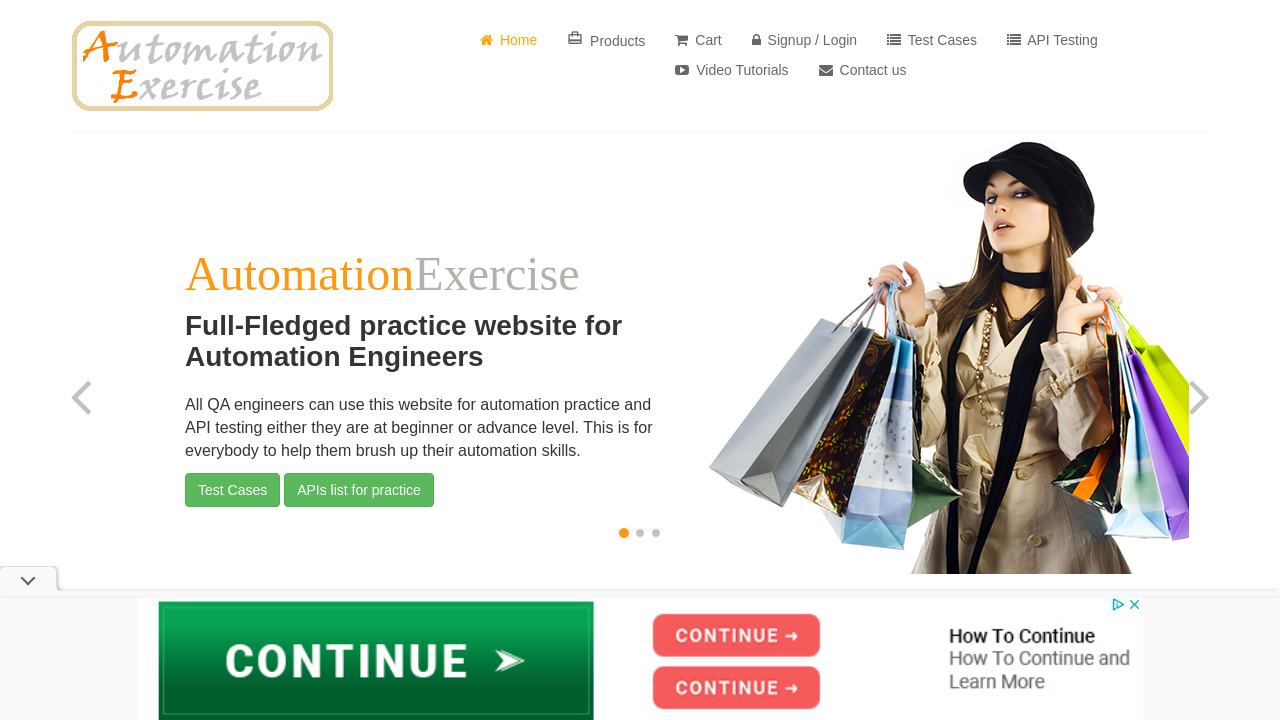 Automation
Exercise
Home Products Cart Signup / Login Test Cases API Testing
Video Tutorials Contact us
AutomationExercise
Full-Fledged practice website for
Automation Engineers
All QA engineers can use this website for automation practice and
API testing either they are at beginner or advance level. This is for
everybody to help them brush up their automation skills.
Test Cases APIs list for practice
CONTINUE
CONTINUE
CONTINUE
How To Continue
How To Continue and
Learn More